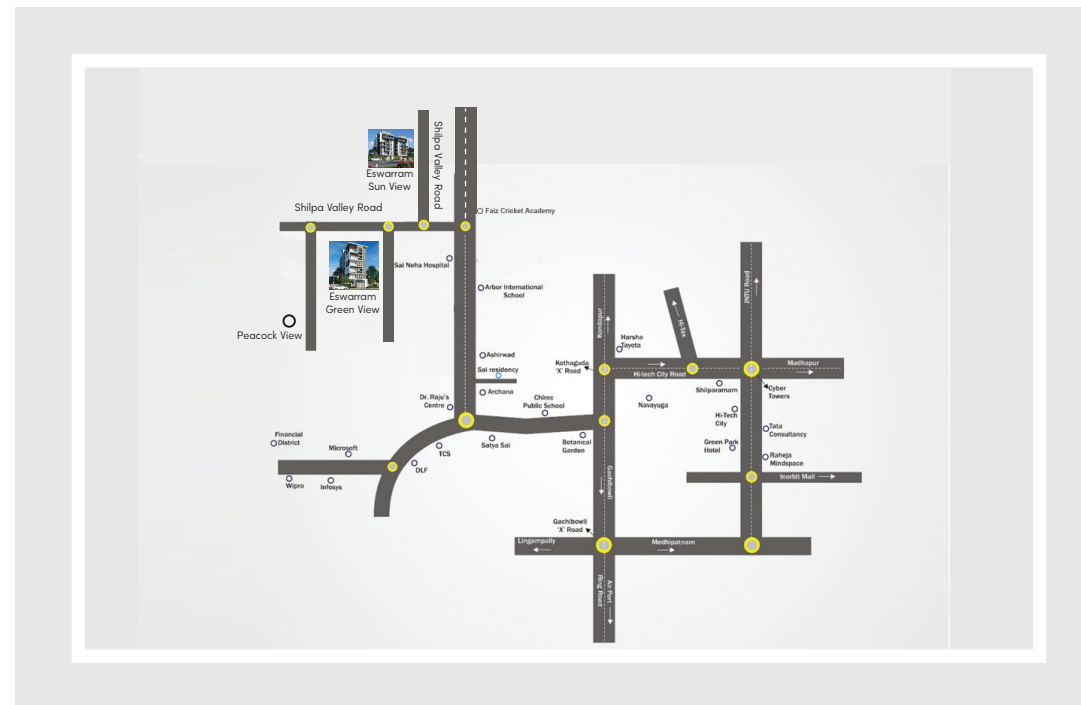 Shilpa Valley Road
Eswarram
Sun View
Shilpa Valley Road
Faiz Cricket Academy
Eswarram
Green View
Peacock View
Sai Neha Hospital
Arbor International
School
JNTU Road
Kondapur
Hi-Tex
Harsha
Tayota
Ashirwad
Sai residency
Archana
Kothaguda
'X' Road
Hi-tech City Road
Madhapur
Shilparamam
Cyber
Towers
Dr. Raju's
Centre
Chirec
Public School
Navayuga
Hi-Tech
City
Tata
Consultancy
Financial
District
Microsoft
TCS
Satya Sai
Botanical
Garden
Green Park
Hotel
Raheja
Mindspace
DLF
Wipro
Infosys
Gachibowli
Inorbit Mall
Gachibowli
'X' Road
Lingampally
Medhipatnam
Air Port
Ring Road